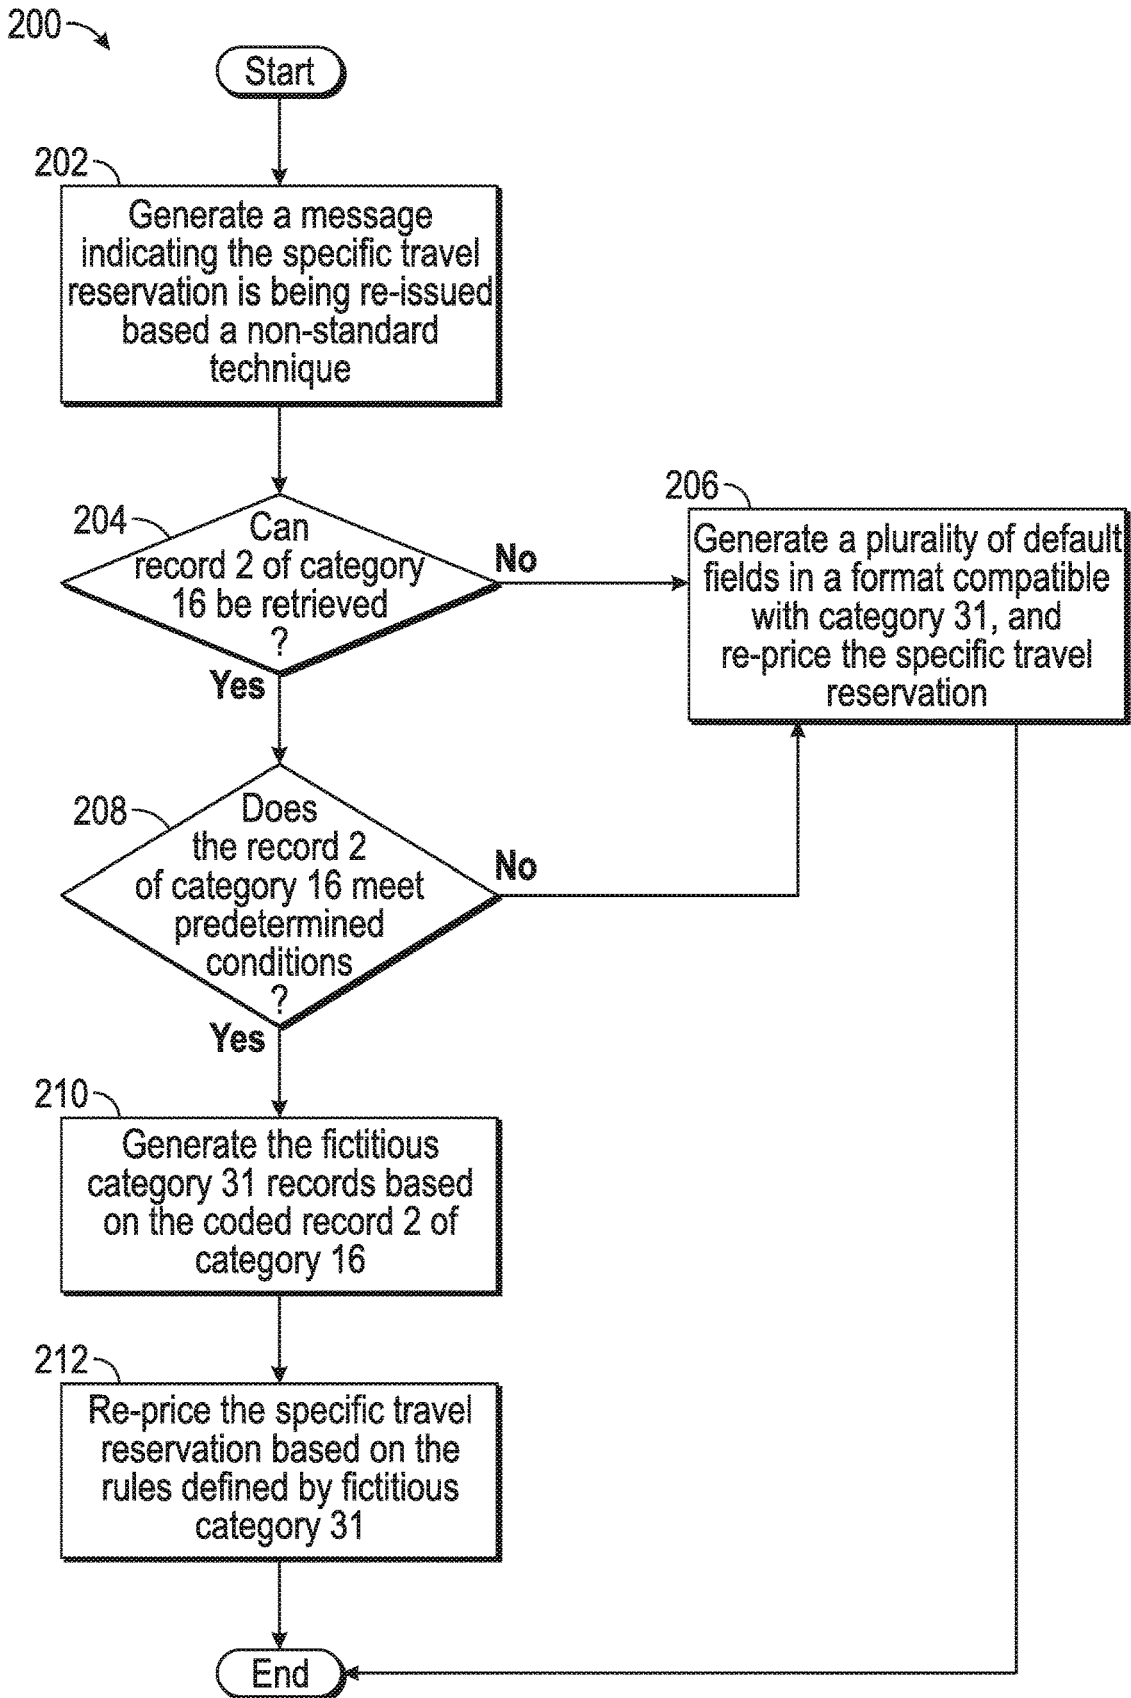 200
Start
202
Generate a message
indicating the specific travel
reservation is being re-issued
based a non-standard
technique
204
Can
record 2 of category
16 be retrieved
?
No
Yes
206
Generate a plurality of default
fields in a format compatible
with category 31, and
re-price the specific travel
reservation
208
Does
the record 2
of category 16 meet
predetermined
conditions
?
No
Yes
210
Generate the fictitious
category 31 records based
on the coded record 2 of
category 16
212
Re-price the specific travel
reservation based on the
rules defined by fictitious
category 31
End